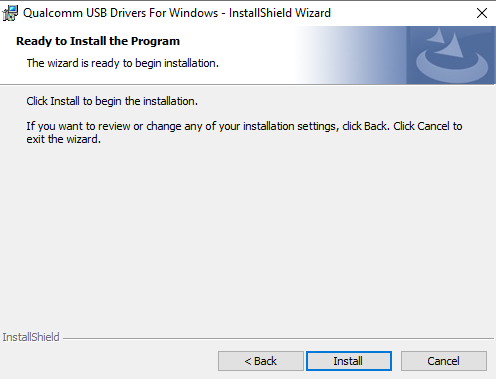 Qualcomm USB Drivers For Windows - InstallShield Wizard
Ready to Install the Program
The wizard is ready to begin installation.
Click Install to begin the installation.
If you want to review or change any of your installation settings, click Back. Click Cancel to
exit the wizard.
InstallShield
< Back
Install
Cancel